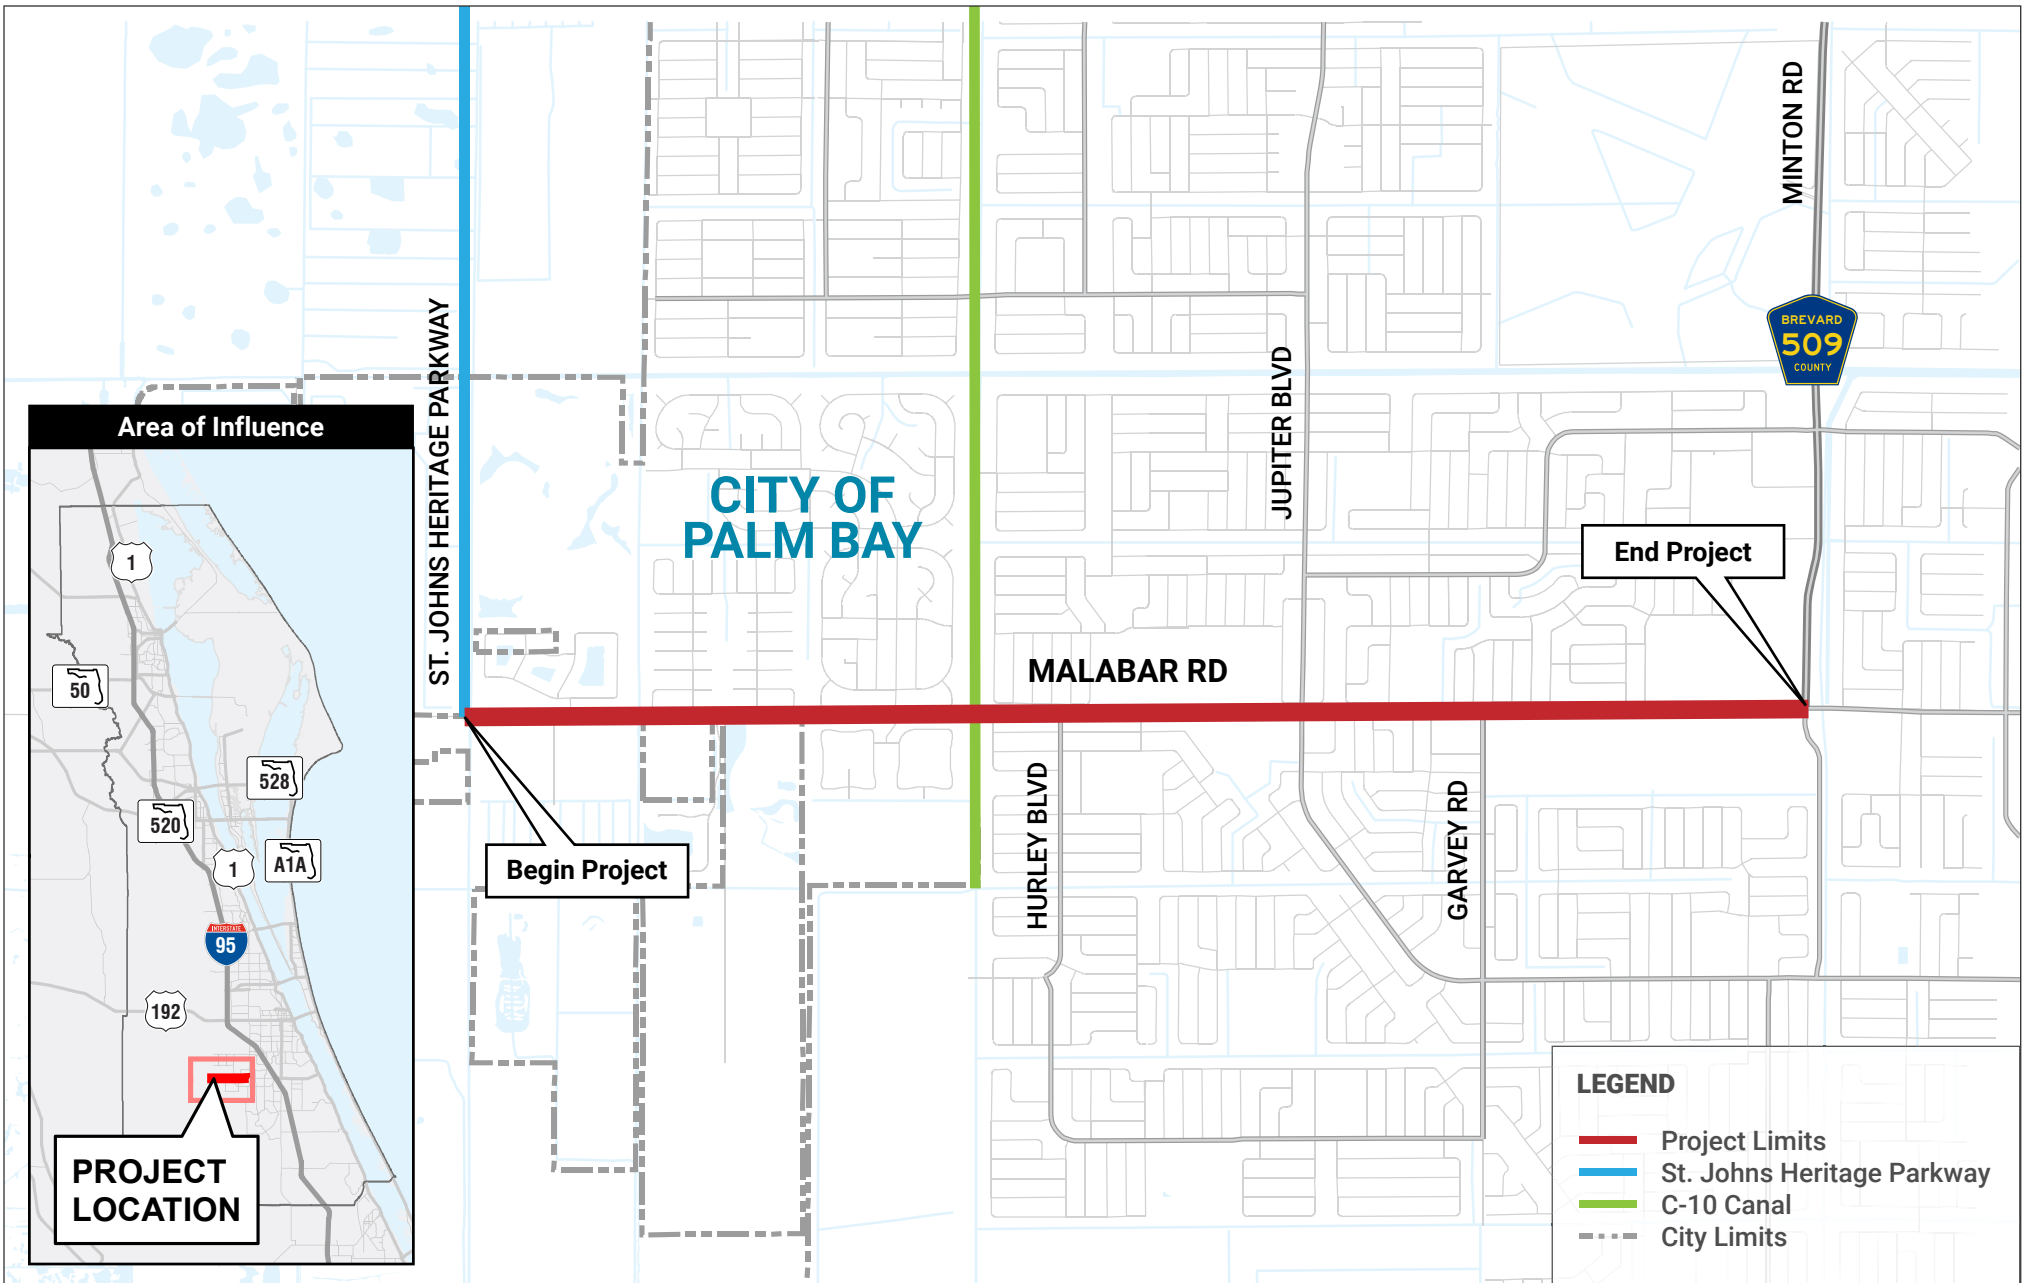 ST. JOHNS HERITAGE PARKWAY
CITY OF
PALM BAY
JUPITER BLVD
MINTON RD
BREVARD
509
COUNTY
MALABAR RD
End Project
Begin Project
HURLEY BLVD
GARVEY RD
Area of Influence
1
50
528
520
1
A1A
INTERSTATE
95
192
PROJECT
LOCATION
LEGEND
Project Limits
St. Johns Heritage Parkway
C-10 Canal
City Limits